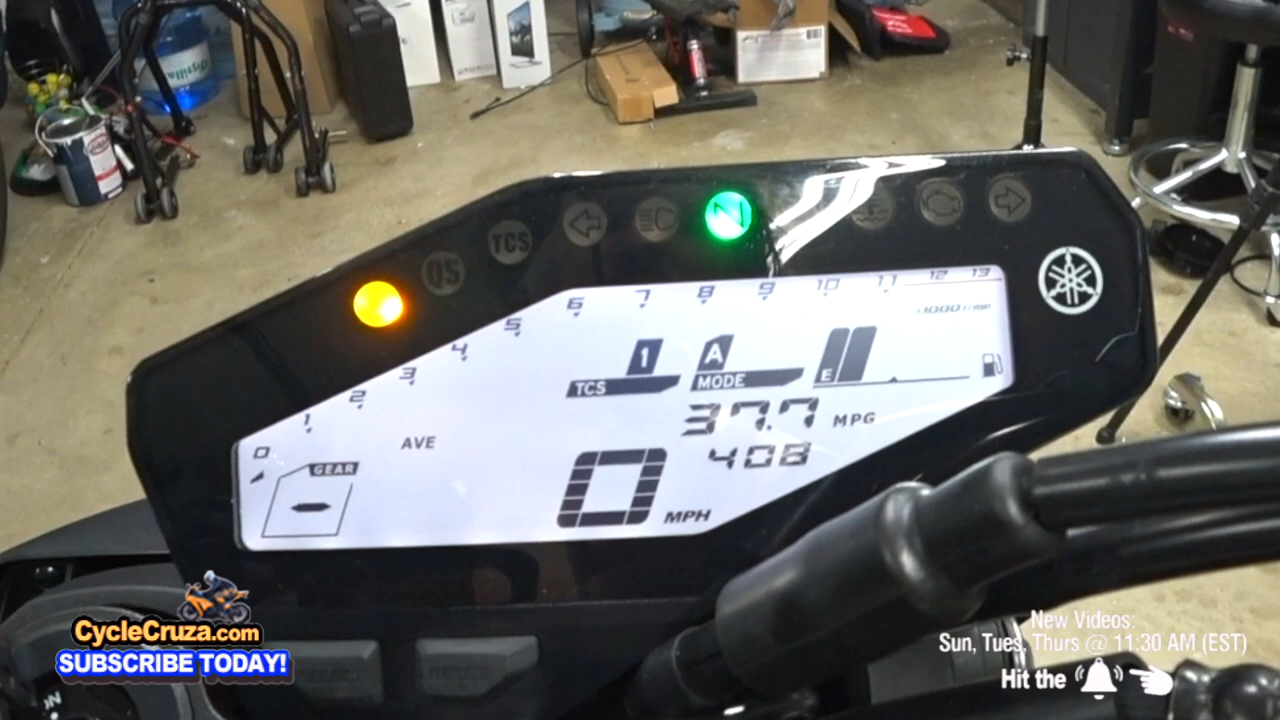 QS
TCS
N
0
1
2
3
4
5
6
7
8
9
10
11
12
13
x1000 r/min
1
TCS
A
MODE
E
AVE
37.7 MPG
408
GEAR
-
0 MPH
CycleCruza.com
SUBSCRIBE TODAY!
New Videos:
Sun, Tues, Thurs @ 11:30 AM (EST)
Hit the